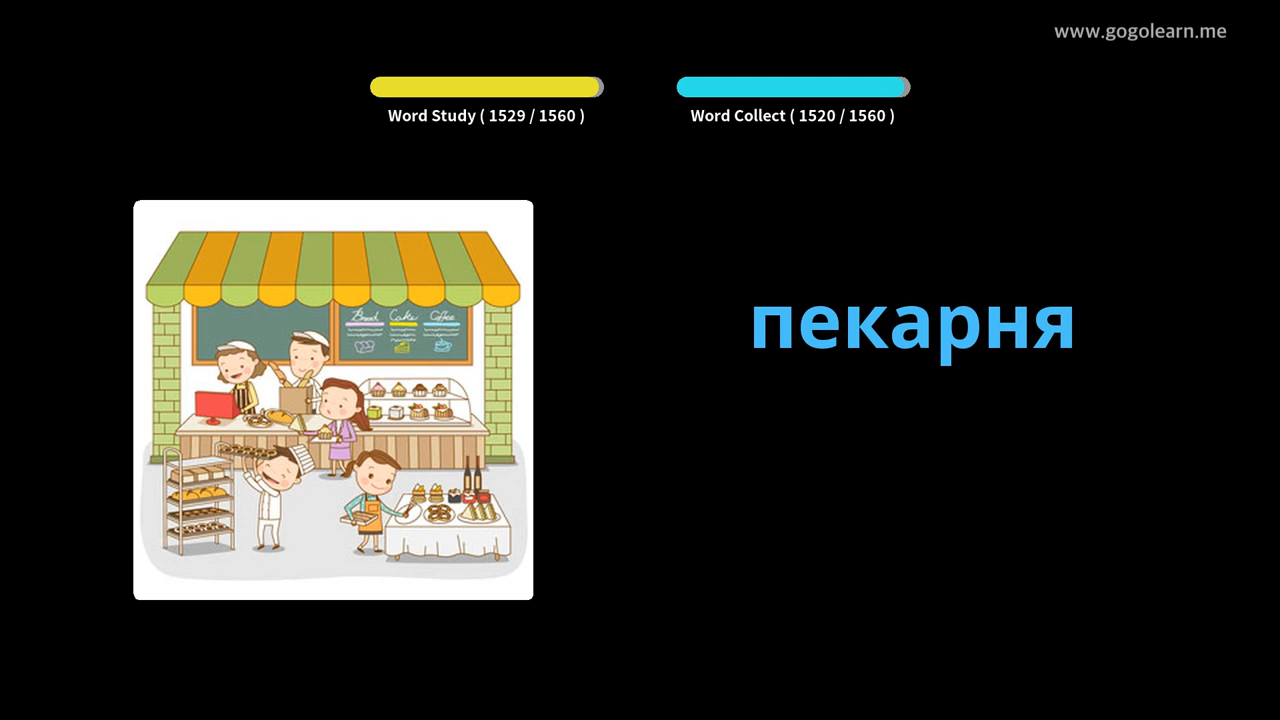 www.gogolearn.me
Word Study ( 1529 / 1560 )
Word Collect ( 1520 / 1560 )
Bread Cake Coffee
пекарня